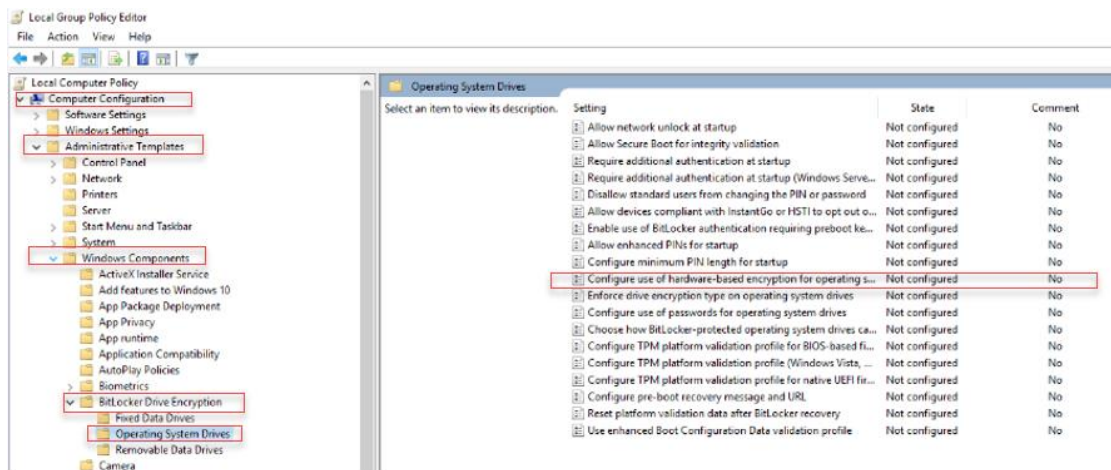 Local Group Policy Editor
File Action View Help
Local Computer Policy
Computer Configuration
Software Settings
Windows Settings
Administrative Templates
Control Panel
Network
Printers
Server
Start Menu and Taskbar
System
Windows Components
ActiveX Installer Service
Add features to Windows 10
App Package Deployment
App Privacy
App runtime
Application Compatibility
AutoPlay Policies
Biometrics
BitLocker Drive Encryption
Fixed Data Drives
Operating System Drives
Removable Data Drives
Camera
Operating System Drives
Select an item to view its description.
Setting State Comment
Allow network unlock at startup Not configured No
Allow Secure Boot for integrity validation Not configured No
Require additional authentication at startup Not configured No
Require additional authentication at startup (Windows Serve... Not configured No
Disallow standard users from changing the PIN or password Not configured No
Allow devices compliant with InstantGo or HSTI to opt out o... Not configured No
Enable use of BitLocker authentication requiring preboot ke... Not configured No
Allow enhanced PINs for startup Not configured No
Configure minimum PIN length for startup Not configured No
Configure use of hardware-based encryption for operating s... Not configured No
Enforce drive encryption type on operating system drives Not configured No
Configure use of passwords for operating system drives Not configured No
Choose how BitLocker-protected operating system drives ca... Not configured No
Configure TPM platform validation profile for BIOS-based fi... Not configured No
Configure TPM platform validation profile (Windows Vista, ... Not configured No
Configure TPM platform validation profile for native UEFI fir... Not configured No
Configure pre-boot recovery message and URL Not configured No
Reset platform validation data after BitLocker recovery Not configured No
Use enhanced Boot Configuration Data validation profile Not configured No